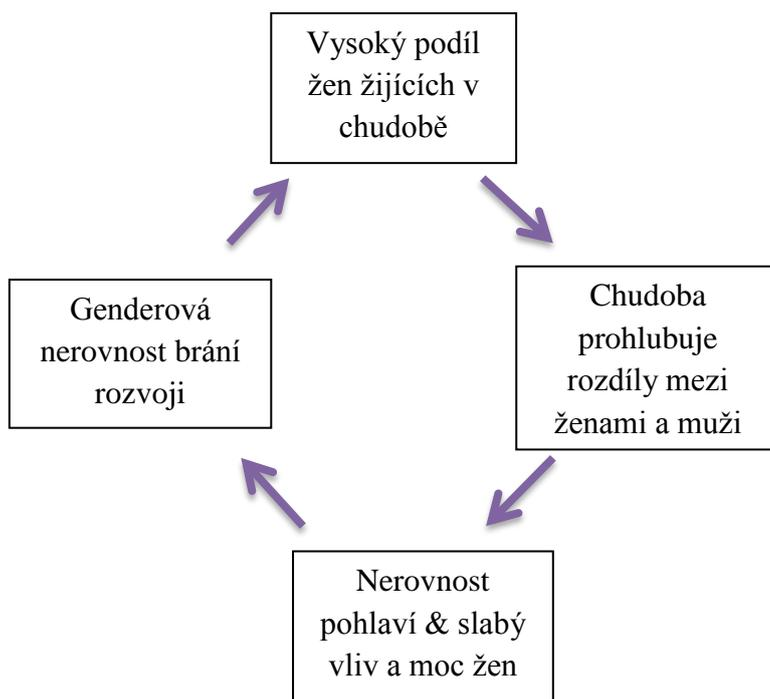 Vysoký podíl
žen žijících v
chudobě
Genderová
nerovnost brání
rozvoji
Chudoba
prohlubuje
rozdíly mezi
ženami a muži
Nerovnost
pohlaví & slabý
vliv a moc žen